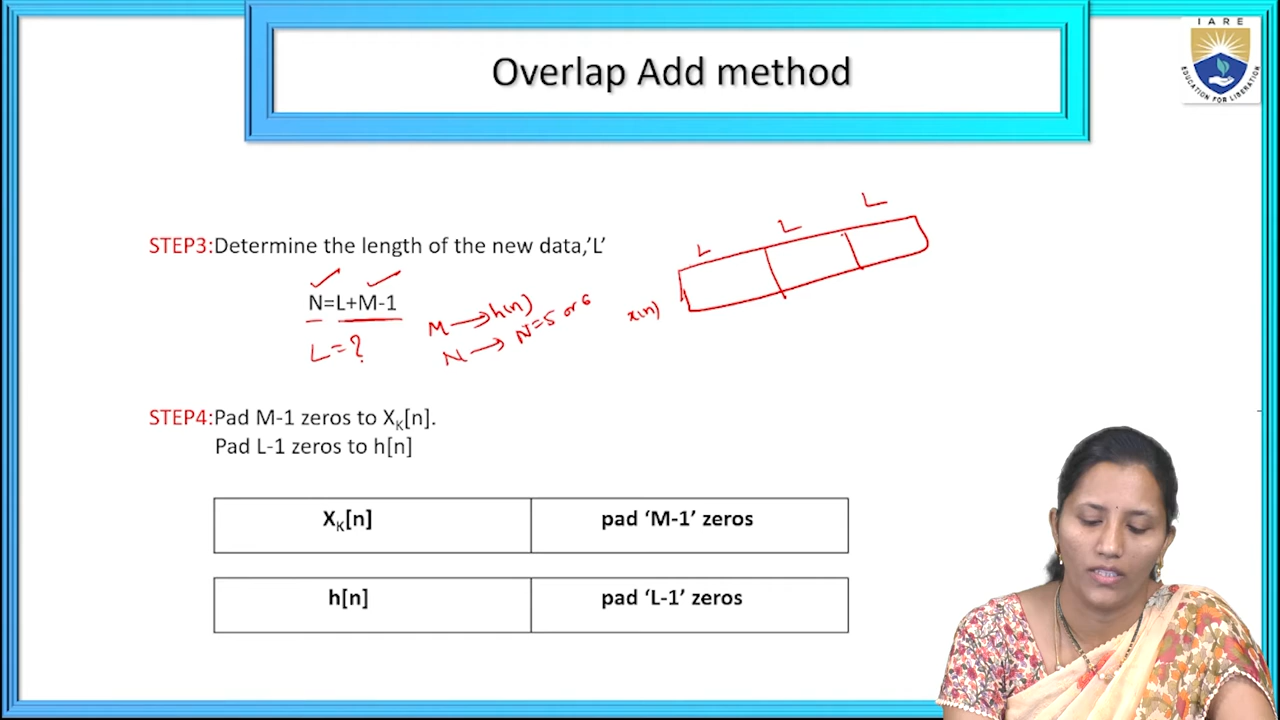 IARE
EDUCATION FOR LIBERATION
Overlap Add method
L
L
L
STEP3:Determine the length of the new data,’L’
N=L+M-1
M → h(n)
x(n)
L=?
N → N=5 or 6
STEP4:Pad M-1 zeros to XK[n].
Pad L-1 zeros to h[n]
XK[n] pad ‘M-1’ zeros
h[n] pad ‘L-1’ zeros